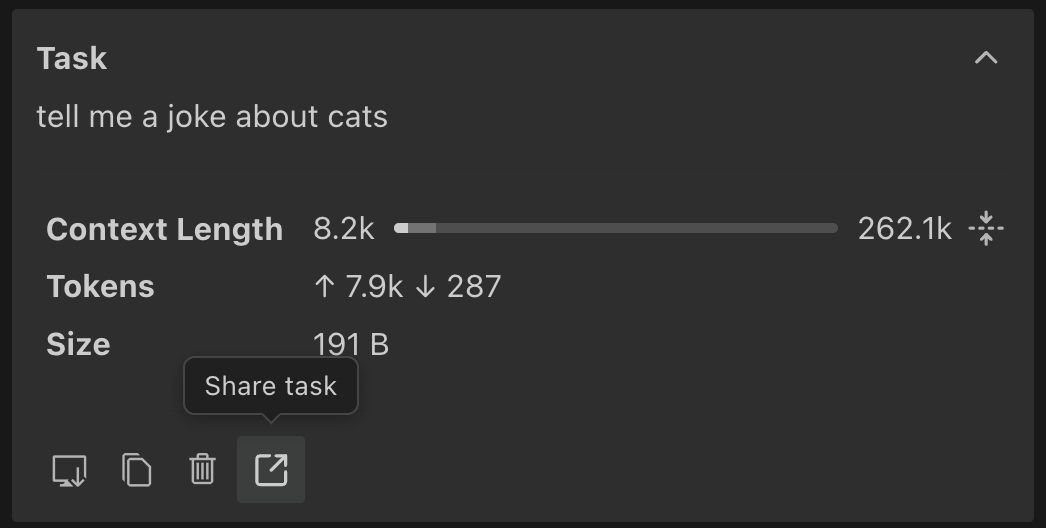 Task
tell me a joke about cats
Context Length 8.2k 262.1k
Tokens ↑ 7.9k ↓ 287
Size 191 B
Share task